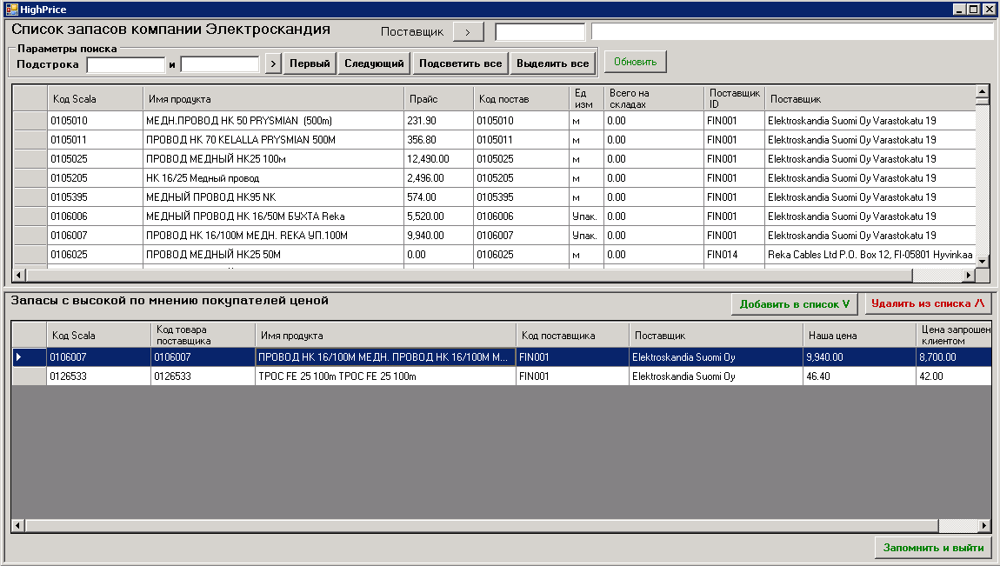 HighPrice
Список запасов компании Электроскандия Поставщик >
Параметры поиска
Подстрока и > Первый Следующий Подсветить все Выделить все Обновить
Код Scala Имя продукта Прайс Код постав Ед изм Всего на складах Поставщик ID Поставщик
0105010 МЕДН.ПРОВОД НК 50 PRYSMIAN (500m) 231.90 0105010 м 0.00 FIN001 Elektroskandia Suomi Oy Varastokatu 19
0105011 ПРОВОД НК 70 KELALLA PRYSMIAN 500M 356.80 0105011 м 0.00 FIN001 Elektroskandia Suomi Oy Varastokatu 19
0105025 ПРОВОД МЕДНЫЙ НК25 100м 12,490.00 0105025 м 0.00 FIN001 Elektroskandia Suomi Oy Varastokatu 19
0105205 НК 16/25 Медный провод 2,496.00 0105205 м 0.00 FIN001 Elektroskandia Suomi Oy Varastokatu 19
0105395 МЕДНЫЙ ПРОВОД НК95 NK 574.00 0105395 м 0.00 FIN001 Elektroskandia Suomi Oy Varastokatu 19
0106006 МЕДНЫЙ ПРОВОД НК 16/50М БУХТА Reka 5,520.00 0106006 Упак. 0.00 FIN001 Elektroskandia Suomi Oy Varastokatu 19
0106007 ПРОВОД НК 16/100М МЕДН. REKA УП.100М 9,940.00 0106007 Упак. 0.00 FIN001 Elektroskandia Suomi Oy Varastokatu 19
0106025 ПРОВОД МЕДНЫЙ НК25 50М 0.00 0106025 м 0.00 FIN014 Reka Cables Ltd P.O. Box 12, FI-05801 Hyvinkaa
Запасы с высокой по мнению покупателей ценой Добавить в список V Удалить из списка /\
Код Scala Код товара поставщика Имя продукта Код поставщика Поставщик Наша цена Цена запрошен клиентом
0106007 0106007 ПРОВОД НК 16/100М МЕДН. ПРОВОД НК 16/100М М... FIN001 Elektroskandia Suomi Oy 9,940.00 8,700.00
0126533 0126533 ТРОС FE 25 100m ТРОС FE 25 100m FIN001 Elektroskandia Suomi Oy 46.40 42.00
Запомнить и выйти